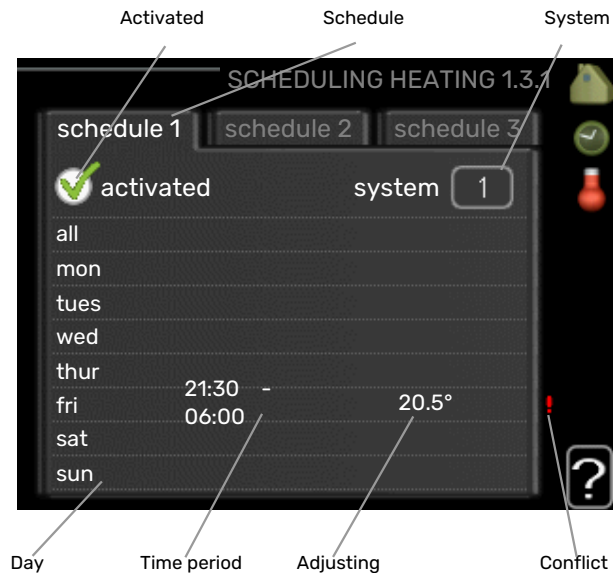 Activated Schedule System
SCHEDULING HEATING 1.3.1
schedule 1 schedule 2 schedule 3
activated system 1
all
mon
tues
wed
thur
21:30 -
fri 20.5° !
06:00
sat
sun
?
Day Time period Adjusting Conflict